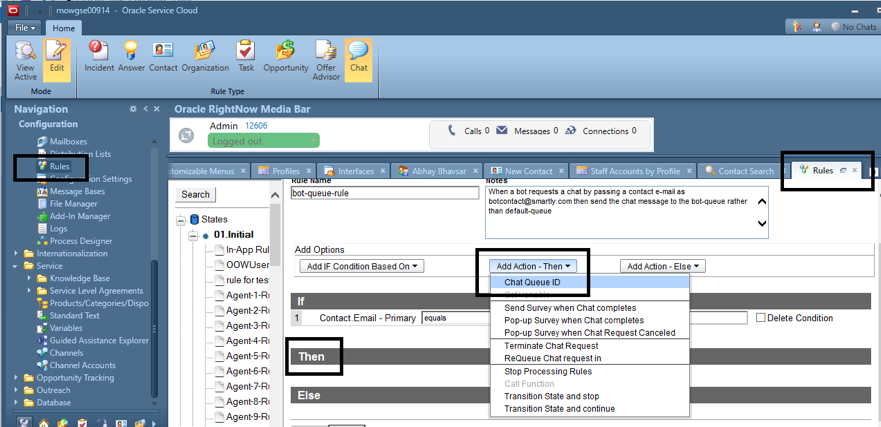 rnowgse00914 - Oracle Service Cloud
File Home
No Chats
View Active
Edit
Incident
Answer
Contact
Organization
Task
Opportunity
Offer Advisor
Chat
Mode
Rule Type
Navigation
Configuration
Mailboxes
Distribution Lists
Rules
Configuration Settings
Message Bases
File Manager
Add-In Manager
Logs
Process Designer
Internationalization
Service
Knowledge Base
Service Level Agreements
Products/Categories/Dispo
Standard Text
Variables
Guided Assistance Explorer
Channels
Channel Accounts
Opportunity Tracking
Outreach
Database
Oracle RightNow Media Bar
Admin 12606
Logged out
Calls 0 Messages 0 Connections 0
stomizable Menus
Profiles
Interfaces
Abhay Bhavsar
New Contact
Staff Accounts by Profile
Contact Search
Rules
Search
States
01.Initial
In-App Rul
OOWUser
rule for test
Agent-1-Ru
Agent-2-Ru
Agent-3-Ru
Agent-4-Ru
Agent-5-Ru
Agent-6-Ru
Agent-7-Ru
Agent-8-Ru
Agent-9-Ru
Rule Name
bot-queue-rule
Notes
When a bot requests a chat by passing a contact e-mail as
botcontact@smartly.com then send the chat message to the bot-queue rather
than default-queue
Add Options
Add IF Condition Based On
Add Action - Then
Add Action - Else
Chat Queue ID
Send Survey when Chat completes
Pop-up Survey when Chat completes
Pop-up Survey when Chat Request Canceled
Terminate Chat Request
ReQueue Chat request in
Stop Processing Rules
Call Function
Transition State and stop
Transition State and continue
If
1 Contact.Email - Primary equals
Delete Condition
Then
Else